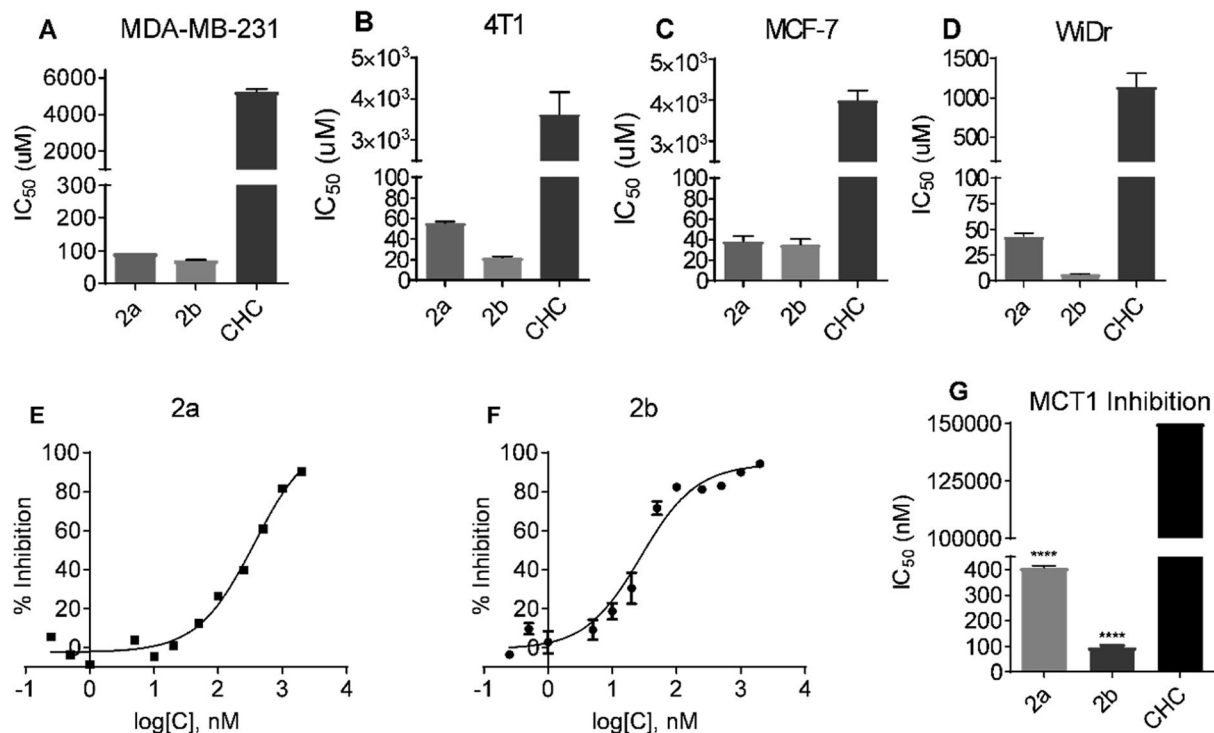 A MDA-MB-231
IC50 (uM)
6000
4000
2000
300
200
100
0
2a 2b CHC
B 4T1
IC50 (uM)
5×10³
4×10³
3×10³
100
80
60
40
20
0
2a 2b CHC
C MCF-7
IC50 (uM)
5×10³
4×10³
3×10³
100
80
60
40
20
0
2a 2b CHC
D WiDr
IC50 (uM)
1500
1000
500
100
75
50
25
0
2a 2b CHC
E 2a
% Inhibition
100
80
60
40
20
0
-1 0 1 2 3 4
log[C], nM
F 2b
% Inhibition
100
80
60
40
20
0
-1 0 1 2 3 4
log[C], nM
G MCT1 Inhibition
IC50 (nM)
150000
100000
400
300
200
100
0
****
****
2a 2b CHC